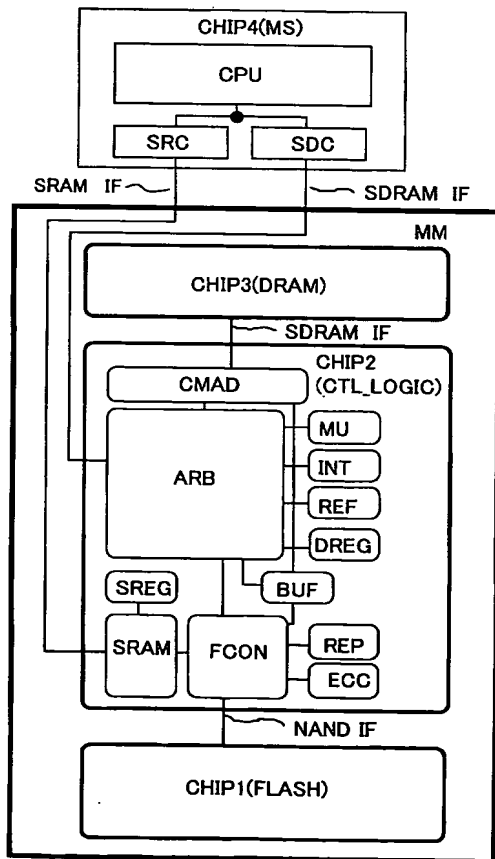 CHIP4(MS)
CPU
SRC
SDC
SRAM IF
SDRAM IF
MM
CHIP3(DRAM)
SDRAM IF
CHIP2
(CTL_LOGIC)
CMAD
MU
ARB
INT
REF
DREG
SREG
BUF
SRAM
FCON
REP
ECC
NAND IF
CHIP1(FLASH)